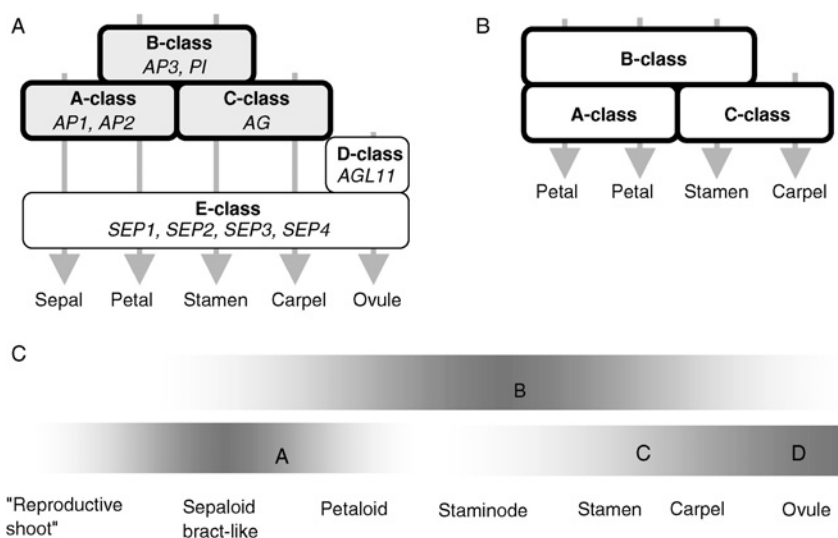 A
B-class
AP3, PI
A-class
AP1, AP2
C-class
AG
D-class
AGL11
E-class
SEP1, SEP2, SEP3, SEP4
Sepal Petal Stamen Carpel Ovule
B
B-class
A-class C-class
Petal Petal Stamen Carpel
C
B
A C D
"Reproductive
shoot"
Sepaloid
bract-like
Petaloid
Staminode
Stamen
Carpel
Ovule